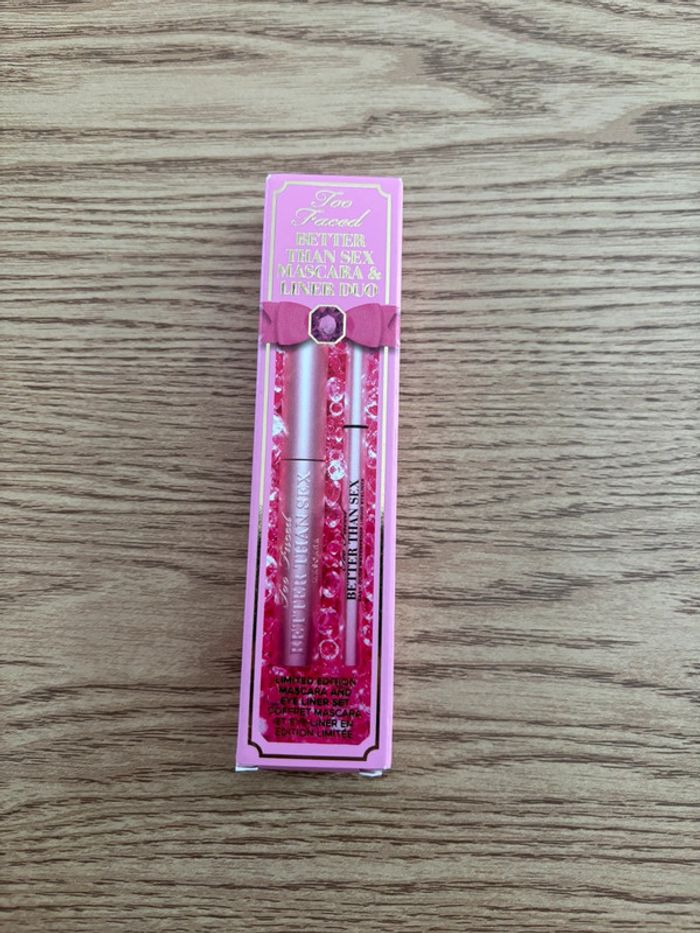 Too
Faced
BETTER
THAN SEX
MASCARA &
LINER DUO
Too Faced
BETTER THAN SEX
MASCARA
BETTER THAN SEX
LIMITED EDITION
MASCARA AND
EYE LINER SET
COFFRET MASCARA
ET EYE-LINER EN
ÉDITION LIMITÉE